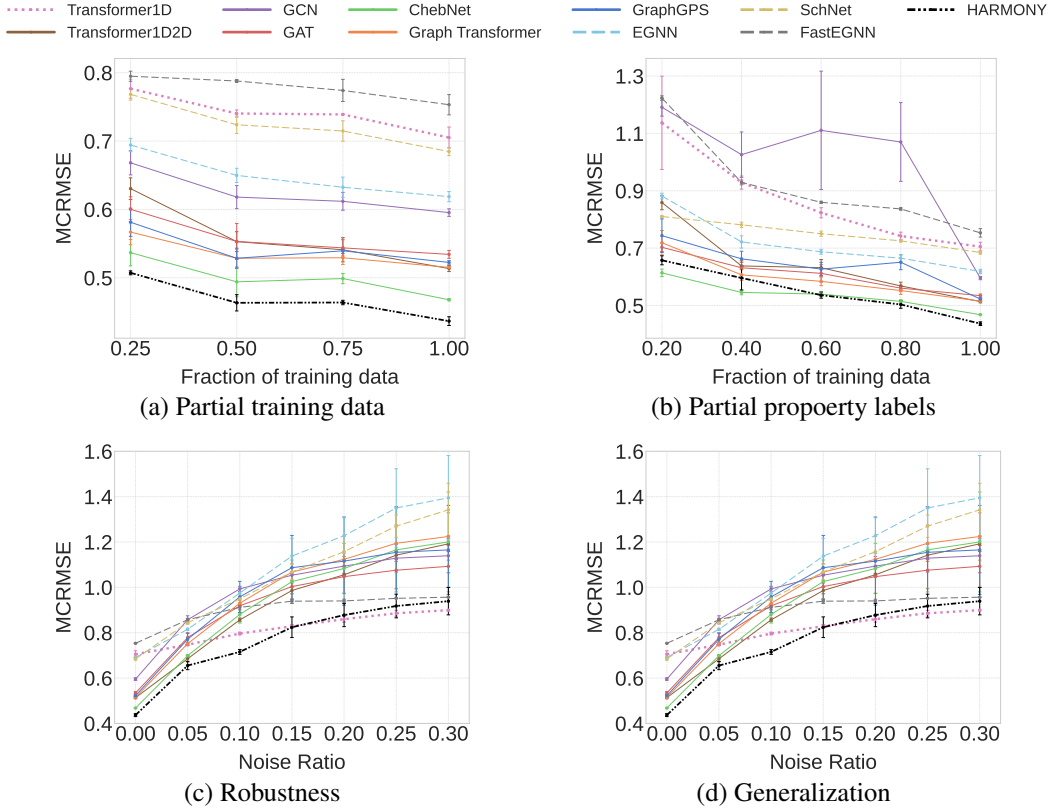 Transformer1D GCN ChebNet GraphGPS SchNet HARMONY
Transformer1D2D GAT Graph Transformer EGNN FastEGNN
0.8
0.7
0.6
0.5
MCRMSE
0.25 0.50 0.75 1.00
Fraction of training data
(a) Partial training data
1.3
1.1
0.9
0.7
0.5
MCRMSE
0.20 0.40 0.60 0.80 1.00
Fraction of training data
(b) Partial propoerty labels
1.6
1.4
1.2
1.0
0.8
0.6
0.4
MCRMSE
0.00 0.05 0.10 0.15 0.20 0.25 0.30
Noise Ratio
(c) Robustness
1.6
1.4
1.2
1.0
0.8
0.6
0.4
MCRMSE
0.00 0.05 0.10 0.15 0.20 0.25 0.30
Noise Ratio
(d) Generalization